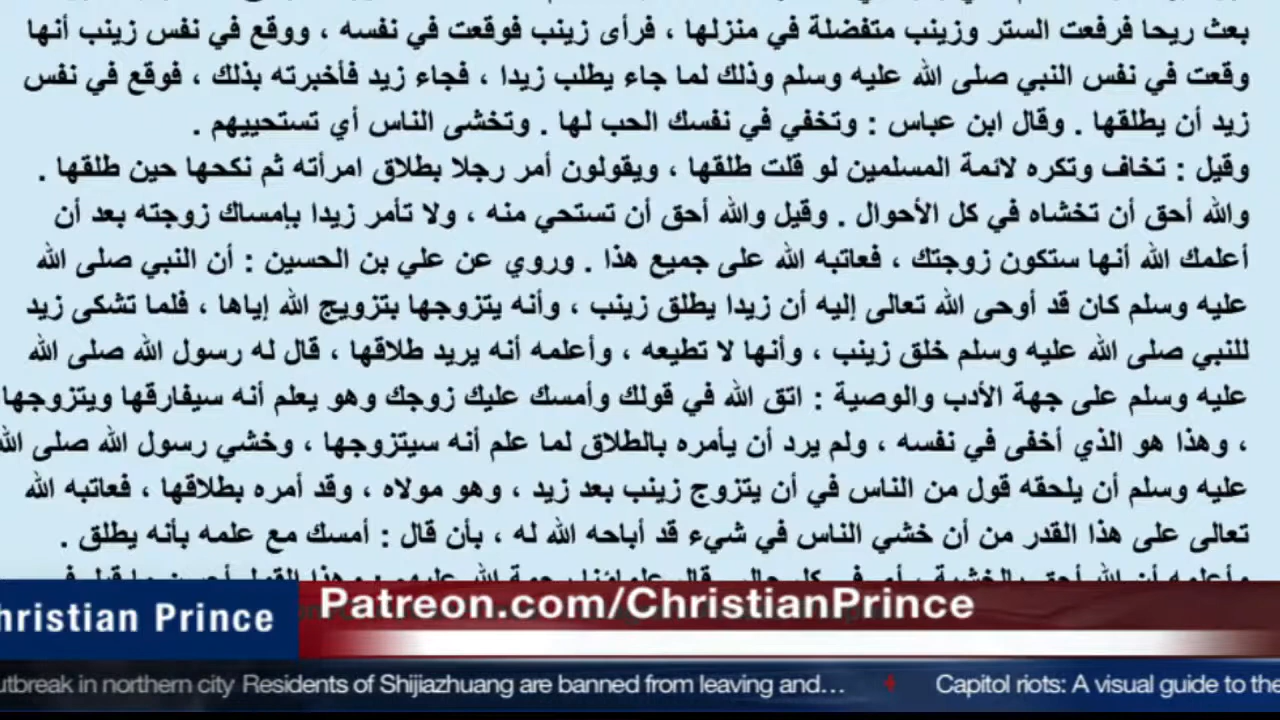 بعث ريحا فرفعت الستر وزينب متفضلة في منزلها ، فرأى زينب فوقعت في نفسه ، ووقع في نفس زينب أنها
وقعت في نفس النبي صلى الله عليه وسلم وذلك لما جاء يطلب زيدا ، فجاء زيد فأخبرته بذلك ، فوقع في نفس
زيد أن يطلقها . وقال ابن عباس : وتخفي في نفسك الحب لها . وتخشى الناس أي تستحييهم .
وقيل : تخاف وتكره لائمة المسلمين لو قلت طلقها ، ويقولون أمر رجلا بطلاق امرأته ثم نكحها حين طلقها .
والله أحق أن تخشاه في كل الأحوال . وقيل والله أحق أن تستحي منه ، ولا تأمر زيدا بإمساك زوجته بعد أن
أعلمك الله أنها ستكون زوجتك ، فعاتبه الله على جميع هذا . وروي عن علي بن الحسين : أن النبي صلى الله
عليه وسلم كان قد أوحى الله تعالى إليه أن زيدا يطلق زينب ، وأنه يتزوجها بتزويج الله إياها ، فلما تشكى زيد
للنبي صلى الله عليه وسلم خلق زينب ، وأنها لا تطيعه ، وأعلمه أنه يريد طلاقها ، قال له رسول الله صلى الله
عليه وسلم على جهة الأدب والوصية : اتق الله في قولك وأمسك عليك زوجك وهو يعلم أنه سيفارقها ويتزوجها
، وهذا هو الذي أخفى في نفسه ، ولم يرد أن يأمره بالطلاق لما علم أنه سيتزوجها ، وخشي رسول الله صلى الله
عليه وسلم أن يلحقه قول من الناس في أن يتزوج زينب بعد زيد ، وهو مولاه ، وقد أمره بطلاقها ، فعاتبه الله
تعالى على هذا القدر من أن خشي الناس في شيء قد أباحه الله له ، بأن قال : أمسك مع علمه بأنه يطلق .
وأعلمه أن الله أحق بالخشية
hristian Prince
Patreon.com/ChristianPrince
utbreak in northern city Residents of Shijiazhuang are banned from leaving and... Capitol riots: A visual guide to the